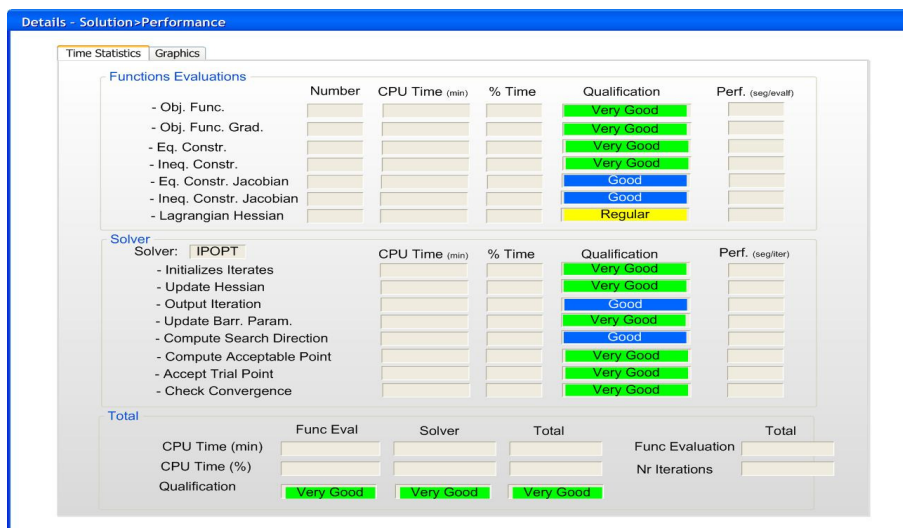 Details - Solution>Performance
Time Statistics Graphics
Functions Evaluations
Number CPU Time (min) % Time Qualification Perf. (seg/evalf)
- Obj. Func. Very Good
- Obj. Func. Grad. Very Good
- Eq. Constr. Very Good
- Ineq. Constr. Very Good
- Eq. Constr. Jacobian Good
- Ineq. Constr. Jacobian Good
- Lagrangian Hessian Regular
Solver
Solver: IPOPT CPU Time (min) % Time Qualification Perf. (seg/iter)
- Initializes Iterates Very Good
- Update Hessian Very Good
- Output Iteration Good
- Update Barr. Param. Very Good
- Compute Search Direction Good
- Compute Acceptable Point Very Good
- Accept Trial Point Very Good
- Check Convergence Very Good
Total
Func Eval Solver Total Total
CPU Time (min) Func Evaluation
CPU Time (%) Nr Iterations
Qualification Very Good Very Good Very Good